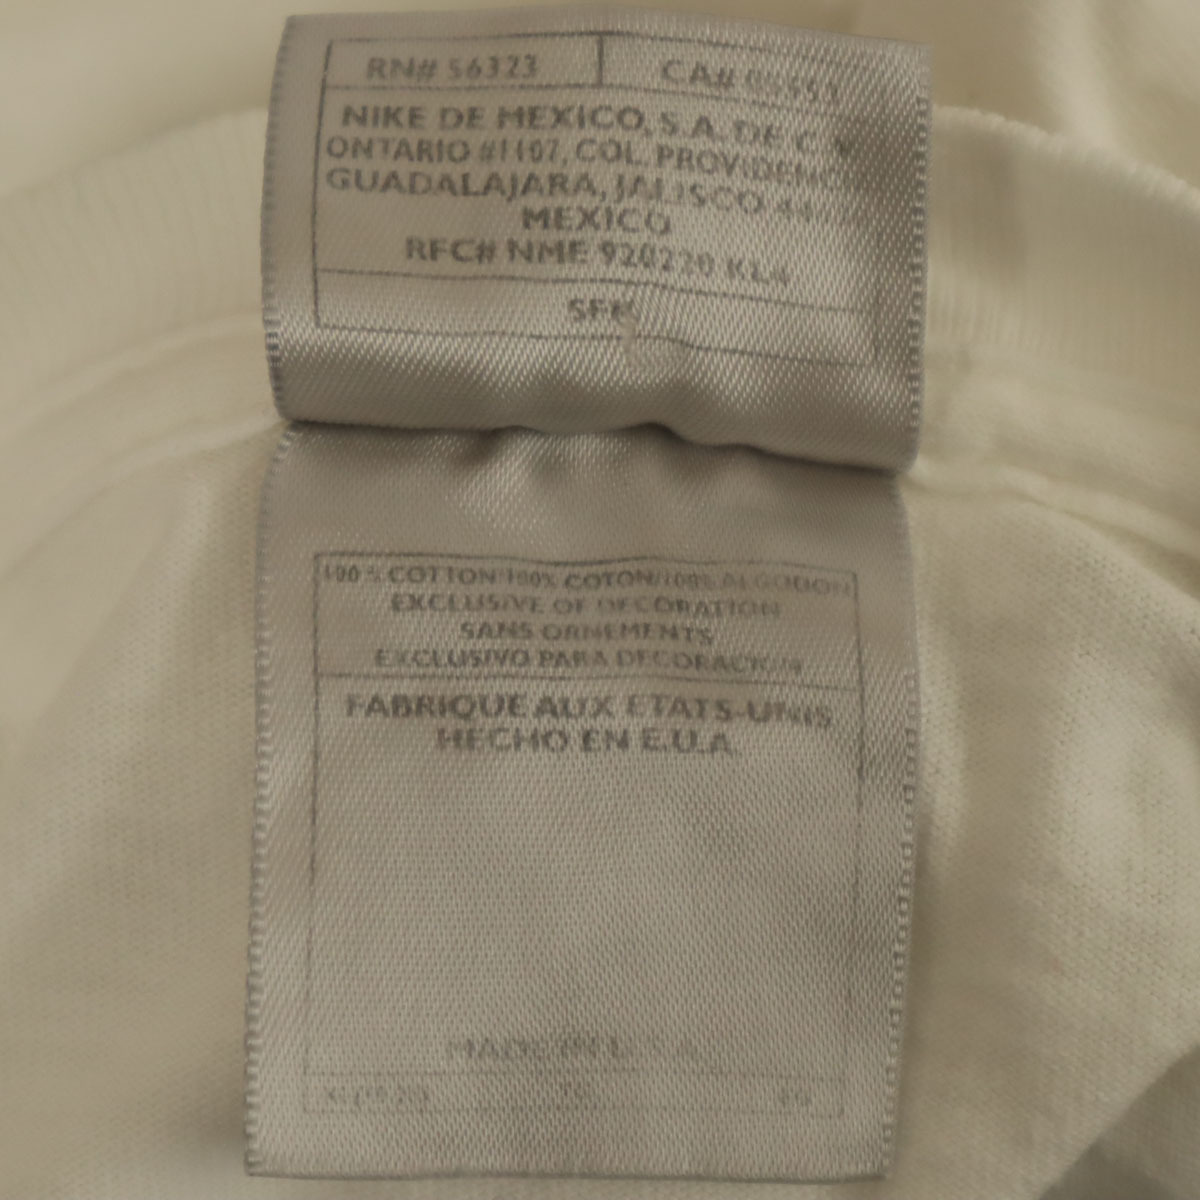 RN# 56323 CA# 05553
NIKE DE MEXICO, S.A. DE C.V.
ONTARIO #1107, COL. PROVIDENCIA
GUADALAJARA, JALISCO
MEXICO
RFC# NME 920220 KL4
100% COTTON/100% COTON/100% ALGODON
EXCLUSIVE OF DECORATION
SANS ORNEMENTS
EXCLUSIVO PARA DECORACION
FABRIQUE AUX ETATS-UNIS
HECHO EN E.U.A.
MADE IN U.S.A.